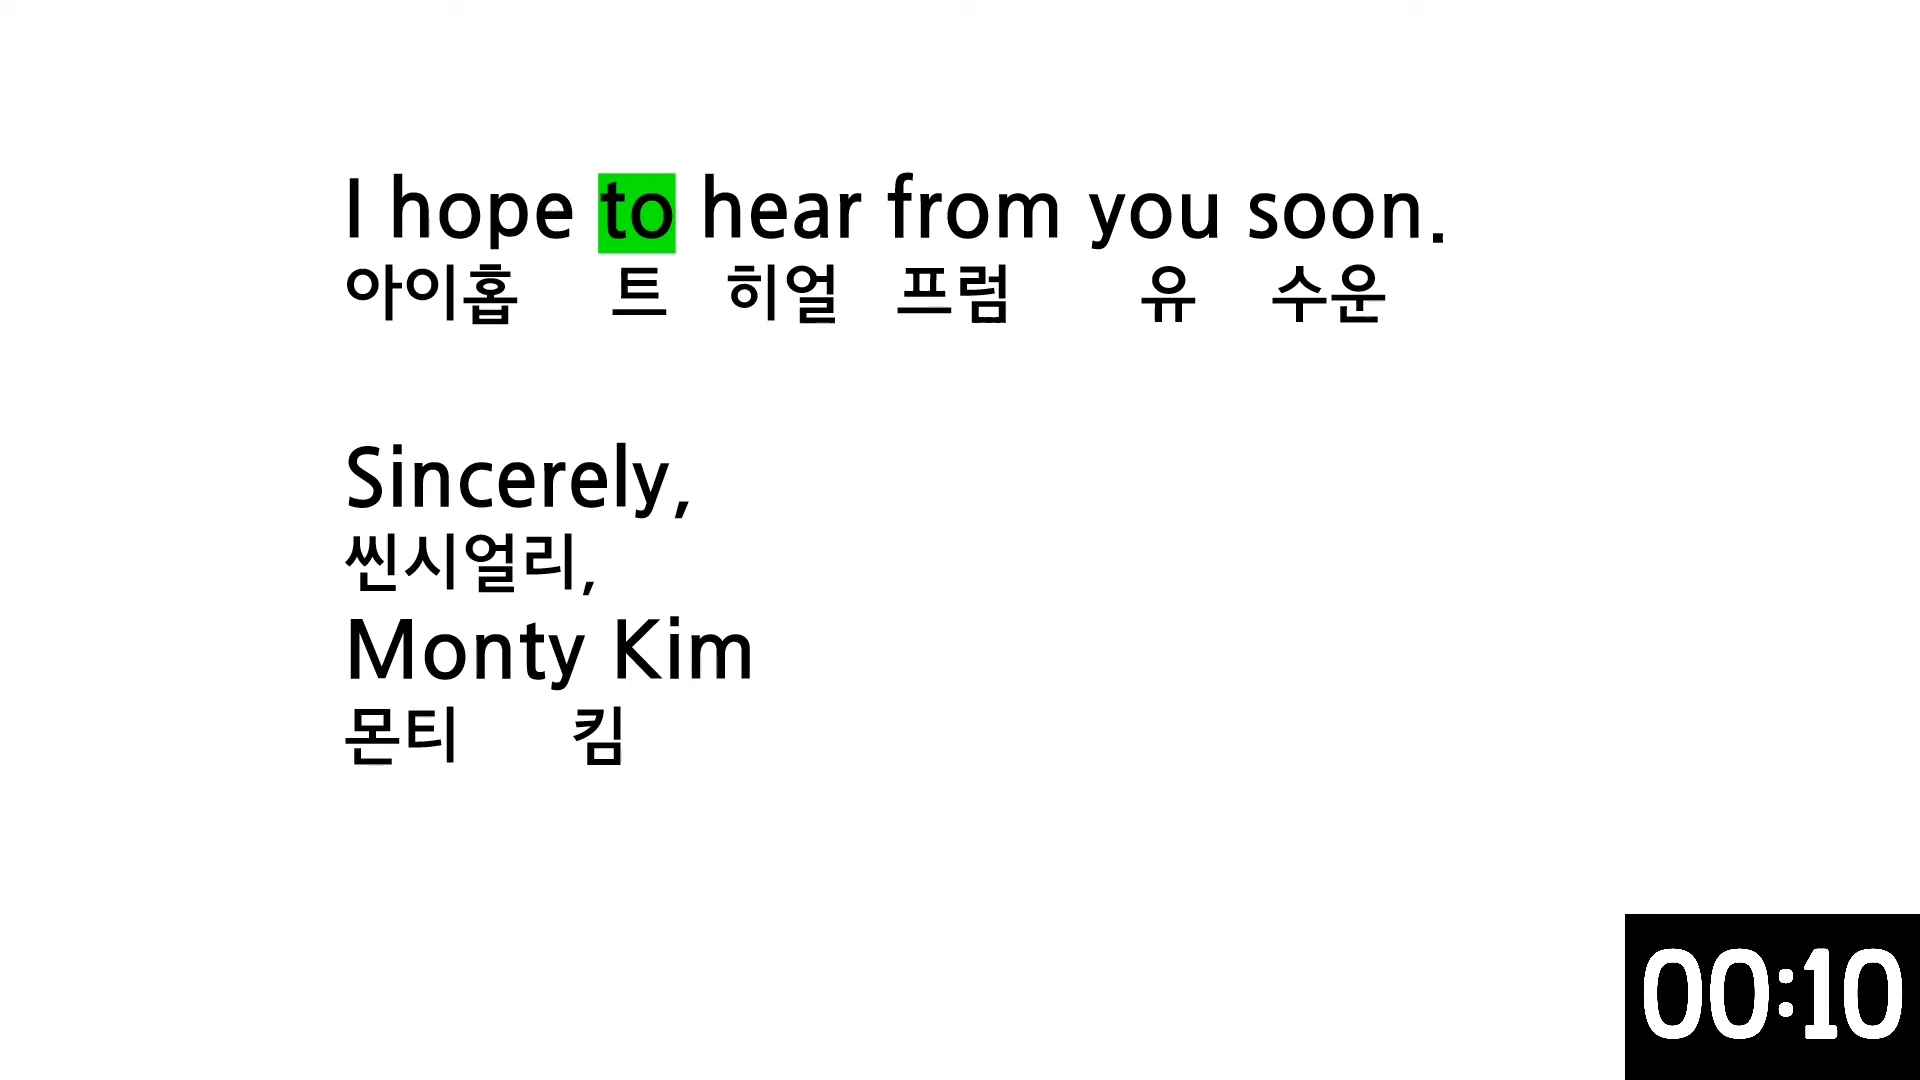 I hope to hear from you soon.
아이홉 트 히얼 프럼 유 수운
Sincerely,
씬시얼리,
Monty Kim
몬티 킴
00:10